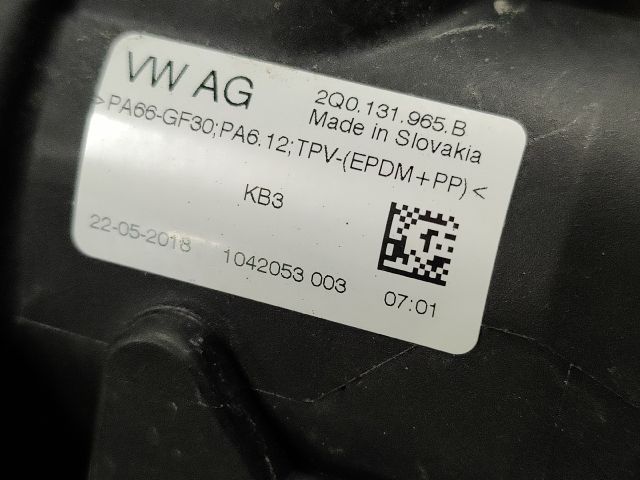 VW AG
2Q0.131.965.B
Made in Slovakia
>PA66-GF30;PA6.12;TPV-(EPDM+PP)<
KB3
22-05-2018
1042053 003
07:01